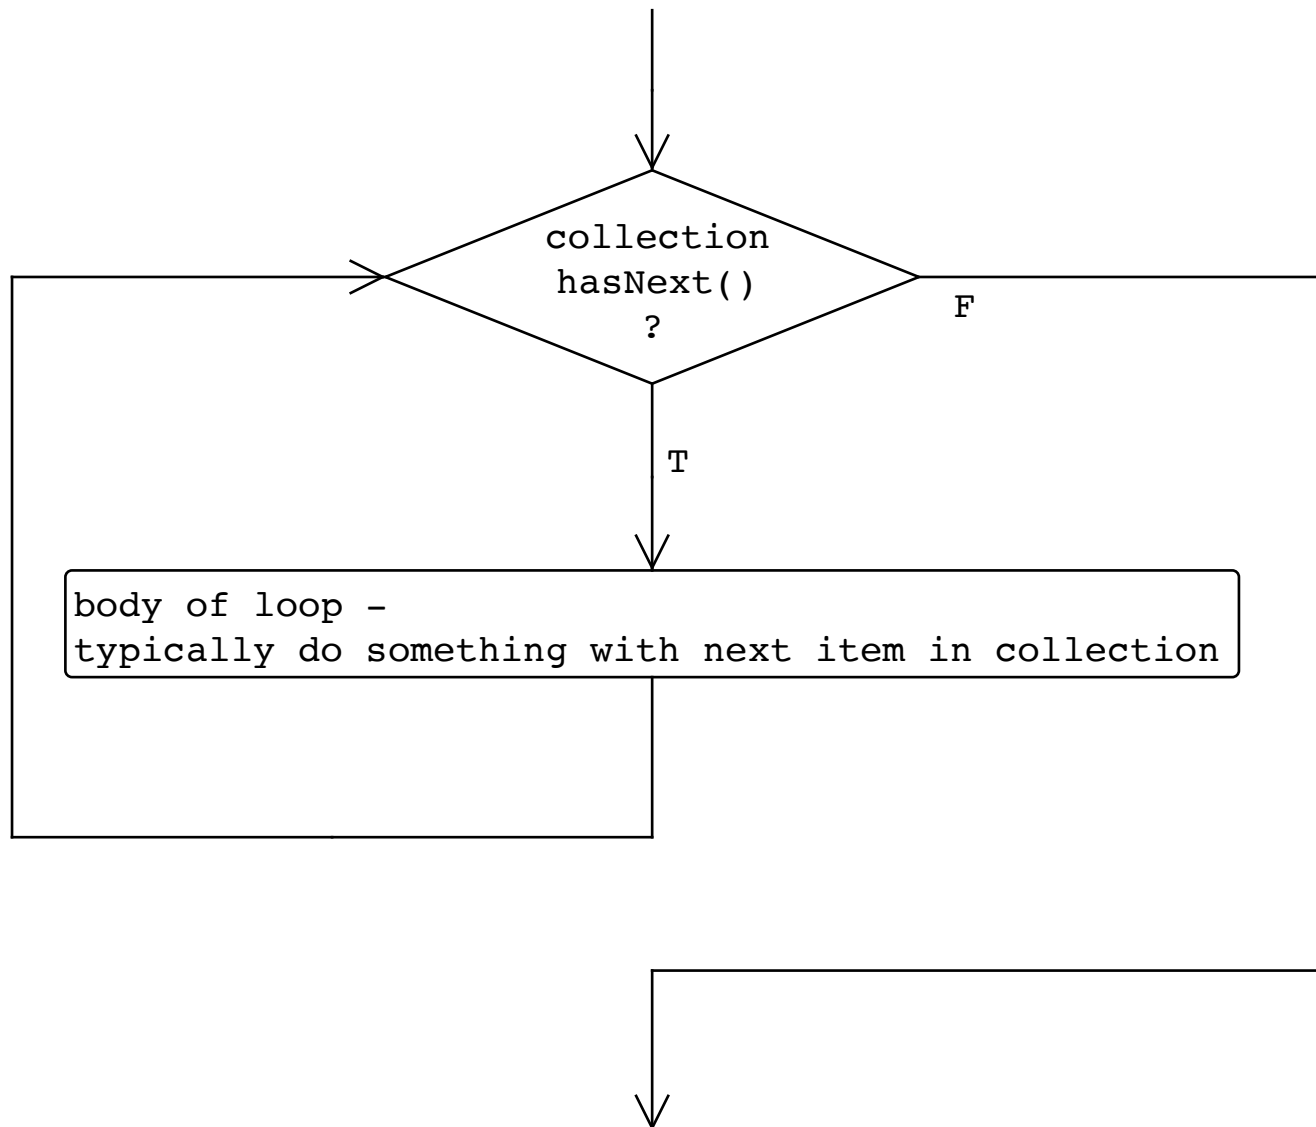 collection
hasNext()
?
F
T
body of loop -
typically do something with next item in collection